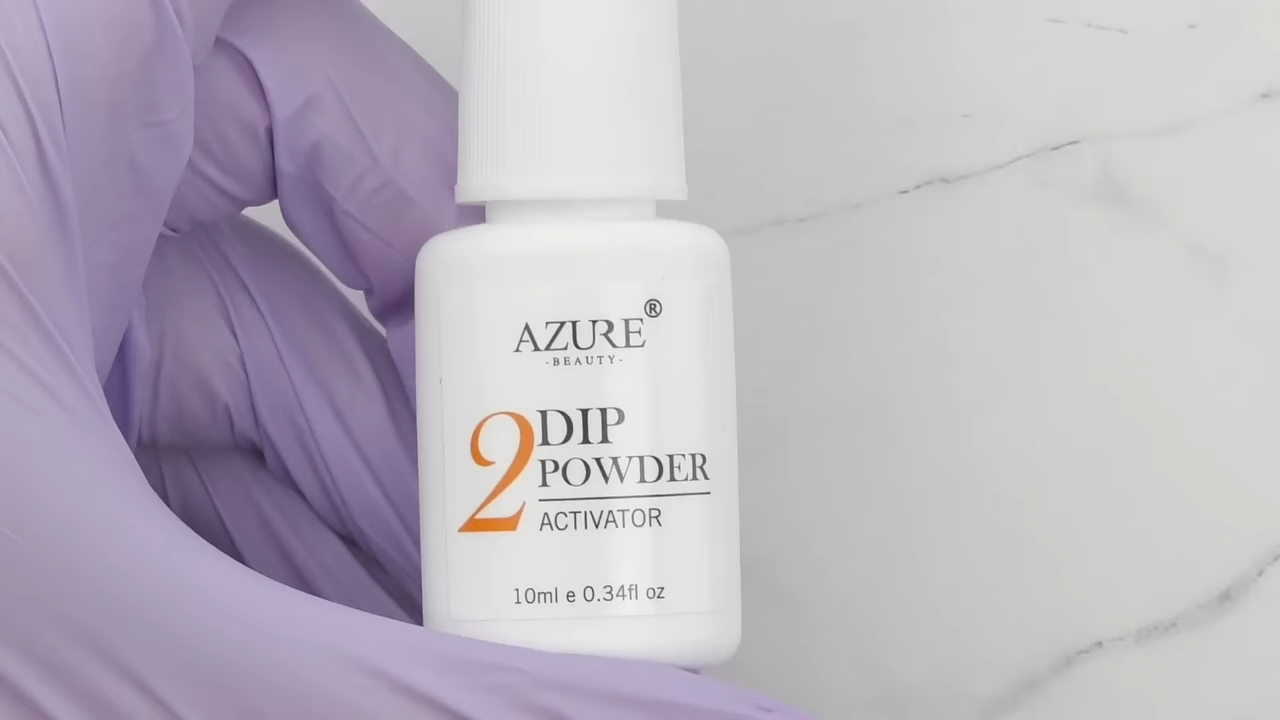 AZURE®
-BEAUTY-
2 DIP
POWDER
ACTIVATOR
10ml e 0.34fl oz